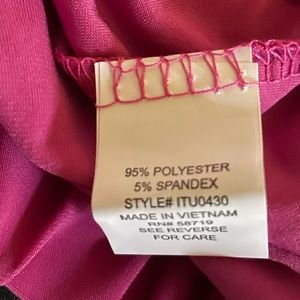 95% POLYESTER
5% SPANDEX
STYLE# ITU0430
MADE IN VIETNAM
RN# 58719
SEE REVERSE
FOR CARE